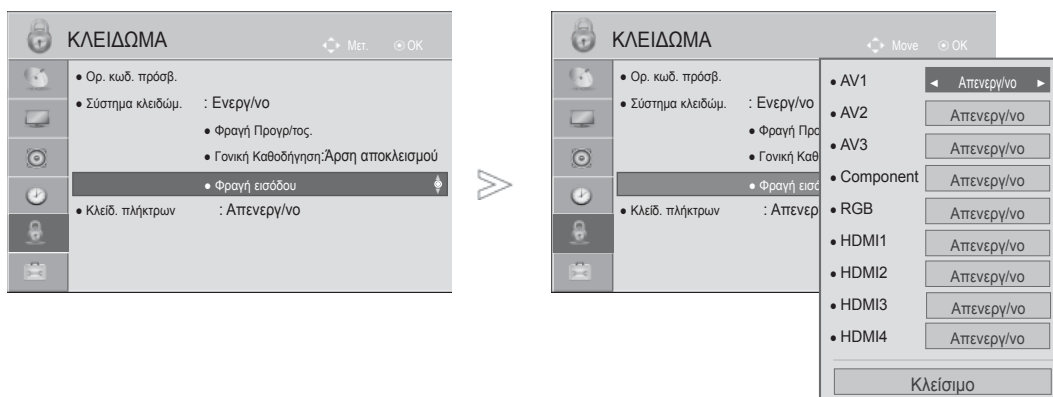 ΚΛΕΙΔΩΜΑ
Μετ. OK
• Ορ. κωδ. πρόσβ.
• Σύστημα κλειδώμ. : Ενεργ/νο
• Φραγή Προγρ/τος.
• Γονική Καθοδήγηση:Άρση αποκλεισμού
• Φραγή εισόδου
• Κλείδ. πλήκτρων : Απενεργ/νο
ΚΛΕΙΔΩΜΑ
Move OK
• Ορ. κωδ. πρόσβ.
• Σύστημα κλειδώμ. : Ενεργ/νο
• Φραγή Προ
• Γονική Καθ
• Φραγή εισό
• Κλείδ. πλήκτρων : Απενερ
• AV1 ◄ Απενεργ/νο ►
• AV2 Απενεργ/νο
• AV3 Απενεργ/νο
• Component Απενεργ/νο
• RGB Απενεργ/νο
• HDMI1 Απενεργ/νο
• HDMI2 Απενεργ/νο
• HDMI3 Απενεργ/νο
• HDMI4 Απενεργ/νο
Κλείσιμο